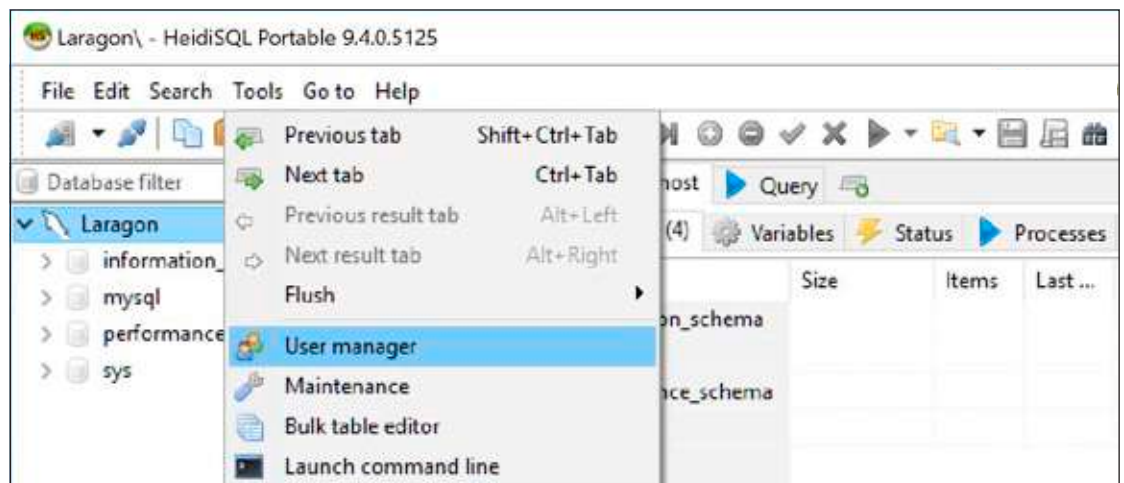 Laragon\ - HeidiSQL Portable 9.4.0.5125
File Edit Search Tools Go to Help
Database filter
Laragon
information_
mysql
performance
sys
Previous tab Shift+Ctrl+Tab
Next tab Ctrl+Tab
Previous result tab Alt+Left
Next result tab Alt+Right
Flush
User manager
Maintenance
Bulk table editor
Launch command line
host Query
(4) Variables Status Processes
Size Items Last ...
on_schema
nce_schema